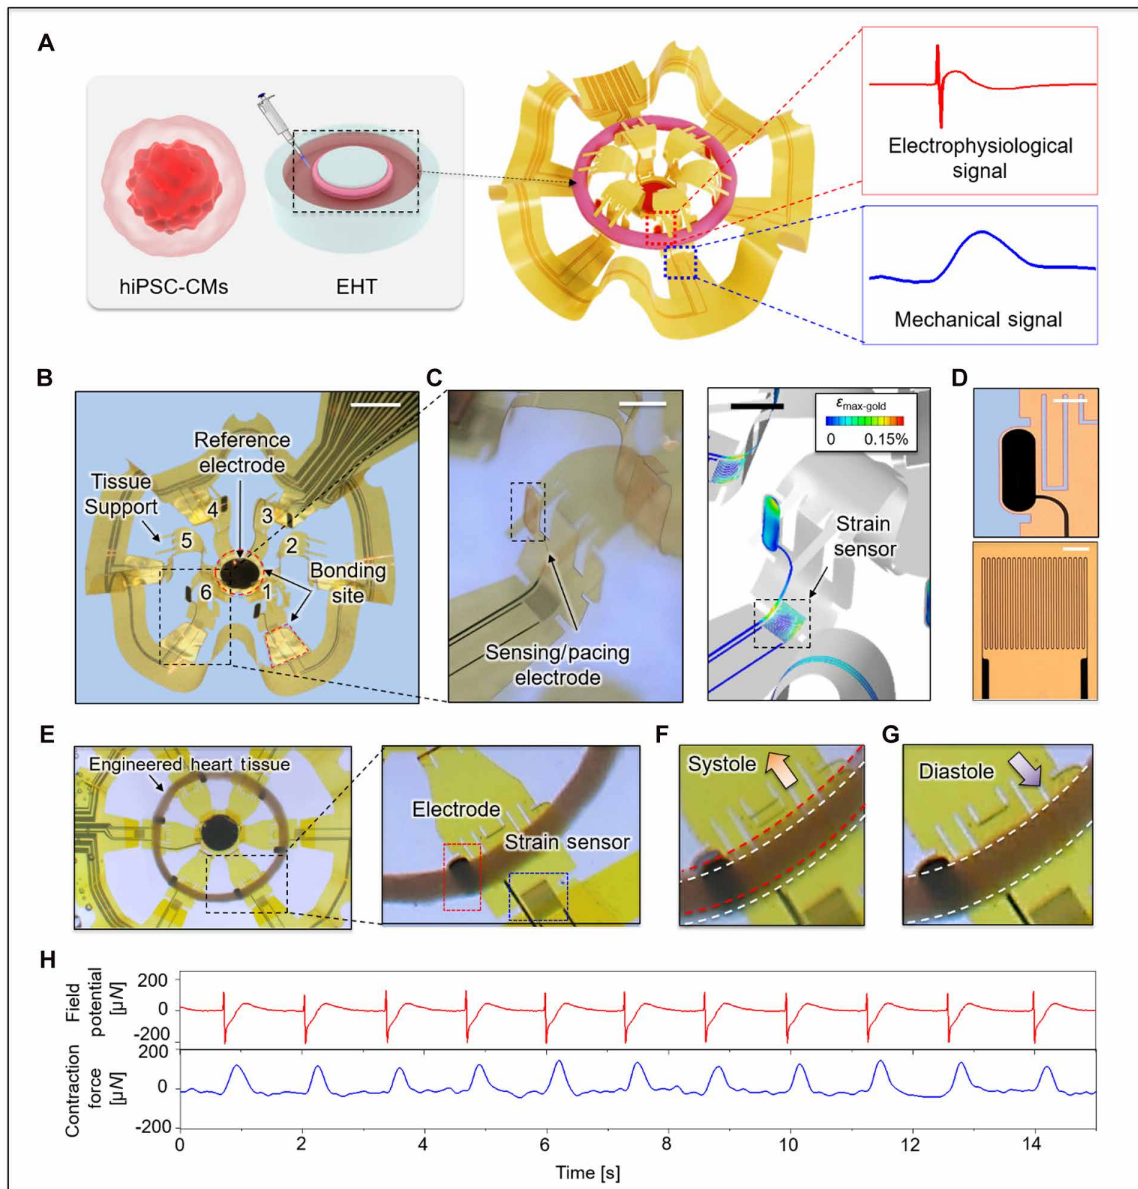 A
Electrophysiological
signal
hiPSC-CMs
EHT
Mechanical signal
B
C
D
Reference
electrode
Tissue
Support
4
3
5
2
6
1
Bonding
site
Sensing/pacing
electrode
εmax-gold
0
0.15%
Strain
sensor
E
F
G
Engineered heart tissue
Electrode
Strain sensor
Systole
Diastole
H
Field
potential
[µN]
200
0
-200
Contraction
force
[µN]
200
0
-200
0
2
4
6
8
10
12
14
Time [s]